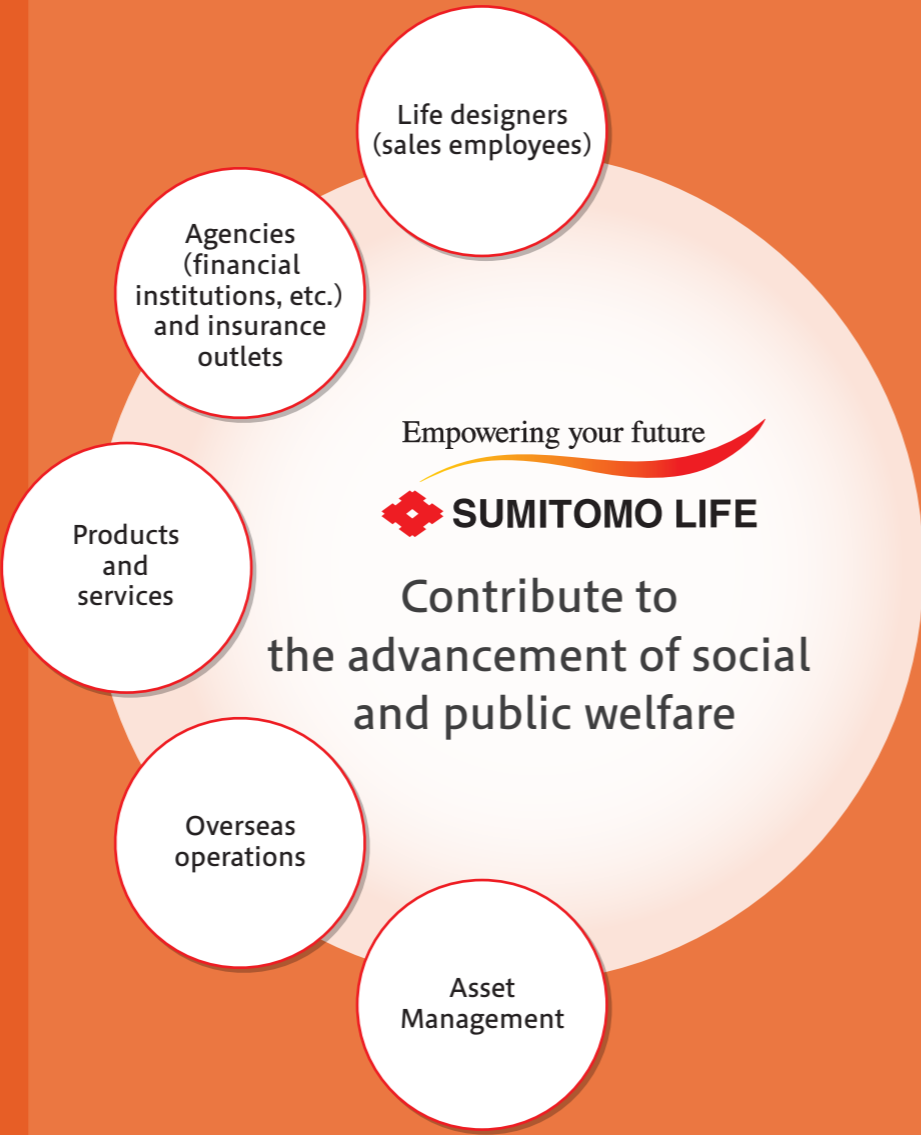 Life designers
(sales employees)
Agencies
(financial
institutions, etc.)
and insurance
outlets
Products
and
services
Overseas
operations
Asset
Management
Empowering your future
SUMITOMO LIFE
Contribute to
the advancement of social
and public welfare